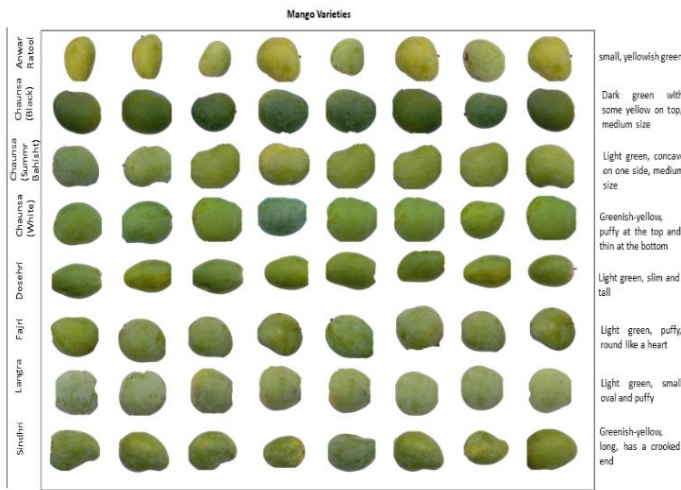 Mango Varieties
Anwar
Ratool
small, yellowish green
Chaunsa
(Black)
Dark green with
some yellow on top,
medium size
Chaunsa
(Summr
Bahisht)
Light green, concav
on one side, medium
size
Chaunsa
(White)
Greenish-yellow,
puffy at the top and
thin at the bottom
Dosehri
Light green, slim and
tall
Fajri
Light green, puffy,
round like a heart
Langra
Light green, small
oval and puffy
Sindhri
Greenish-yellow,
long, has a crooked
end